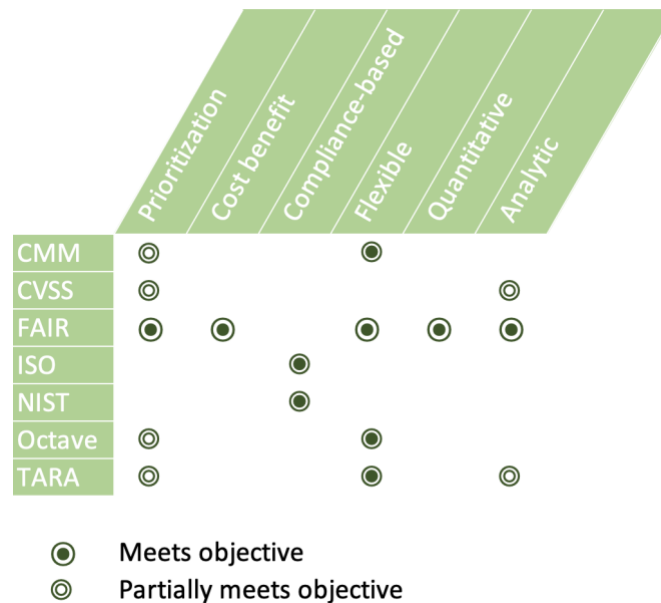 Prioritization
Cost benefit
Compliance-based
Flexible
Quantitative
Analytic
CMM
CVSS
FAIR
ISO
NIST
Octave
TARA
Meets objective
Partially meets objective